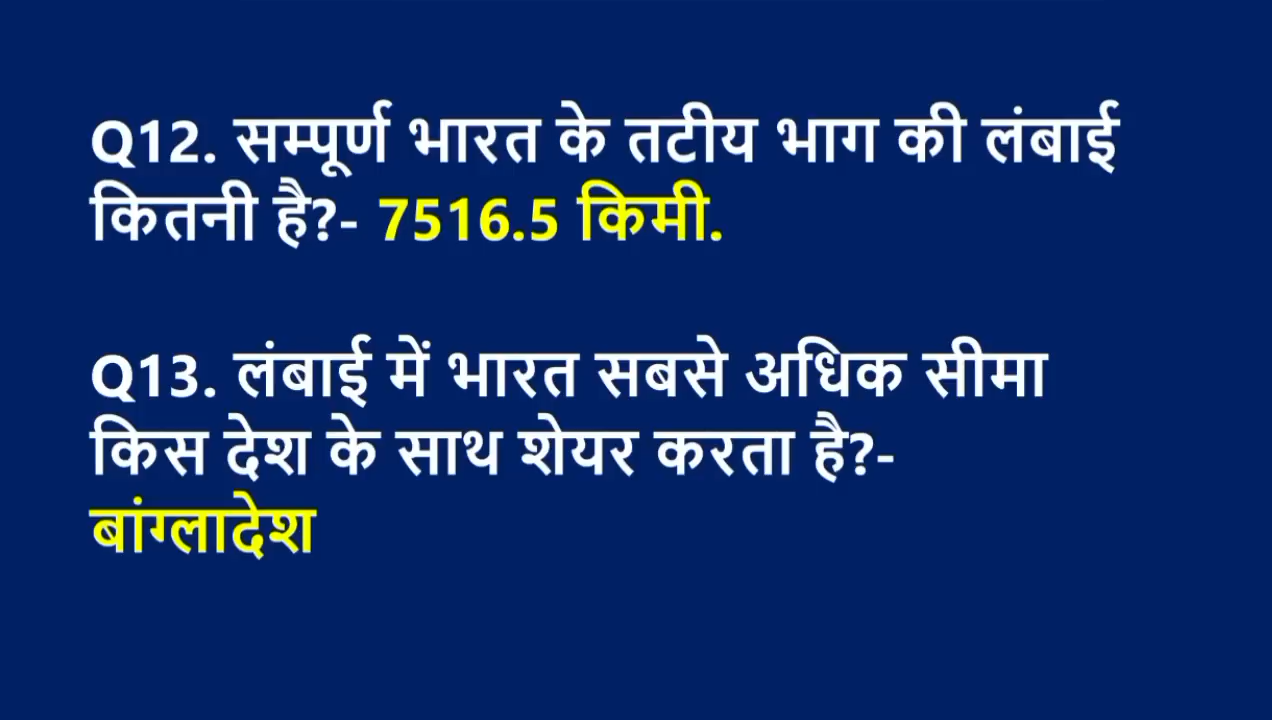 Q12. सम्पूर्ण भारत के तटीय भाग की लंबाई
कितनी है?- 7516.5 किमी.
Q13. लंबाई में भारत सबसे अधिक सीमा
किस देश के साथ शेयर करता है?-
बांग्लादेश